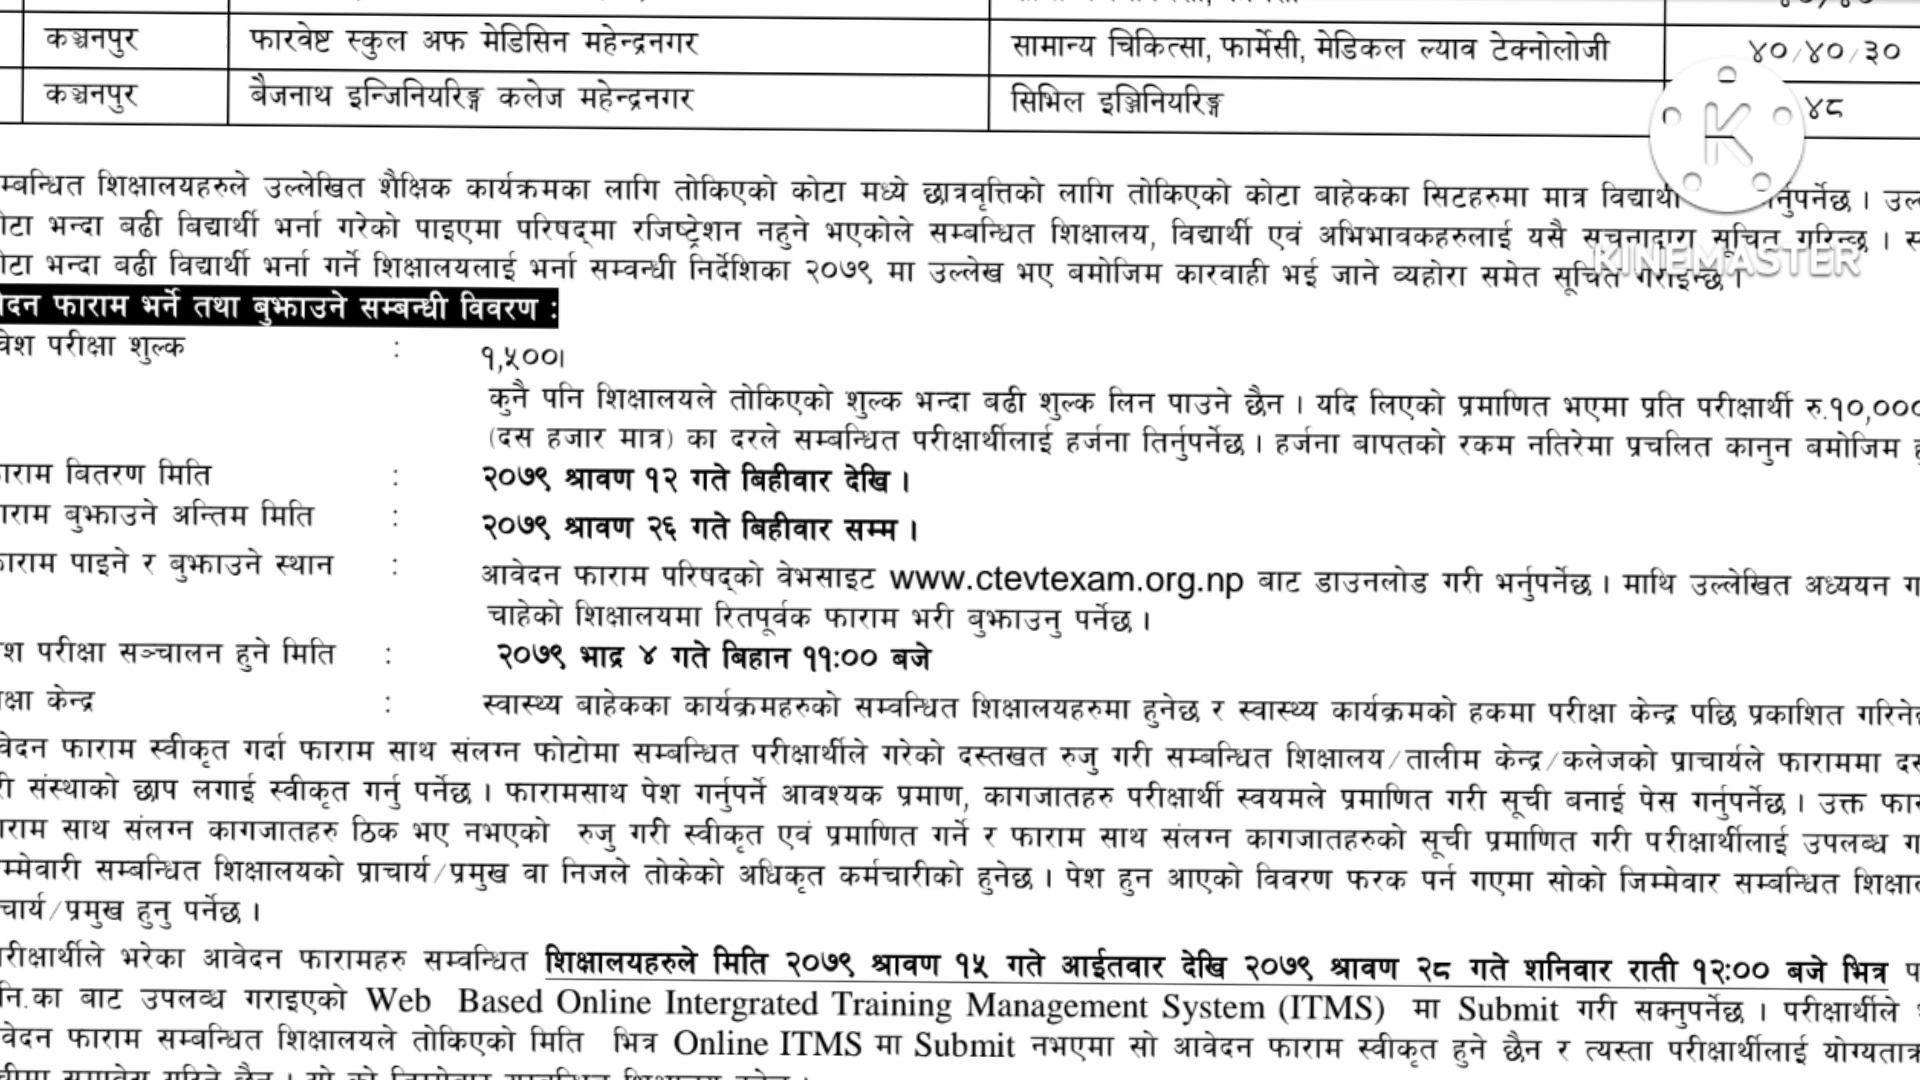 कञ्चनपुर फारवेष्ट स्कुल अफ मेडिसिन महेन्द्रनगर सामान्य चिकित्सा, फार्मेसी, मेडिकल ल्याव टेक्नोलोजी ४०/४०/३०
कञ्चनपुर बैजनाथ इन्जिनियरिङ्ग कलेज महेन्द्रनगर सिभिल इञ्जिनियरिङ्ग ४८
म्बन्धित शिक्षालयहरुले उल्लेखित शैक्षिक कार्यक्रमका लागि तोकिएको कोटा मध्ये छात्रवृत्तिको लागि तोकिएको कोटा बाहेकका सिटहरुमा मात्र विद्यार्थी र्नुपर्नेछ । उल्
टा भन्दा बढी बिद्यार्थी भर्ना गरेको पाइएमा परिषद्‌मा रजिष्ट्रेशन नहुने भएकोले सम्बन्धित शिक्षालय, विद्यार्थी एवं अभिभावकहरुलाई यसै सूचनाद्वारा सूचित गरिन्छ ।
टा भन्दा बढी विद्यार्थी भर्ना गर्ने शिक्षालयलाई भर्ना सम्वन्धी निर्देशिका २०७९ मा उल्लेख भए बमोजिम कारवाही भई जाने व्यहोरा समेत सूचित गराइन्छ ।
KINEMASTER
दन फाराम भर्ने तथा बुझाउने सम्बन्धी विवरण :
वेश परीक्षा शुल्क : १,५००।
कुनै पनि शिक्षालयले तोकिएको शुल्क भन्दा बढी शुल्क लिन पाउने छैन । यदि लिएको प्रमाणित भएमा प्रति परीक्षार्थी रु.१०,०००
(दस हजार मात्र) का दरले सम्बन्धित परीक्षार्थीलाई हर्जना तिर्नुपर्नेछ । हर्जना बापतको रकम नतिरेमा प्रचलित कानुन बमोजिम
ाराम बितरण मिति : २०७९ श्रावण १२ गते बिहीवार देखि ।
ाराम बुझाउने अन्तिम मिति : २०७९ श्रावण २६ गते बिहीवार सम्म ।
ाराम पाइने र बुझाउने स्थान : आवेदन फाराम परिषद्‌को वेभसाइट www.ctevtexam.org.np बाट डाउनलोड गरी भर्नुपर्नेछ । माथि उल्लेखित अध्ययन ग
चाहेको शिक्षालयमा रितपूर्वक फाराम भरी बुझाउनु पर्नेछ ।
श परीक्षा सञ्चालन हुने मिति : २०७९ भाद्र ४ गते बिहान ११:०० बजे
क्षा केन्द्र : स्वास्थ्य बाहेकका कार्यक्रमहरुको सम्वन्धित शिक्षालयहरुमा हुनेछ र स्वास्थ्य कार्यक्रमको हकमा परीक्षा केन्द्र पछि प्रकाशित गरिने
वेदन फाराम स्वीकृत गर्दा फाराम साथ संलग्न फोटोमा सम्बन्धित परीक्षार्थीले गरेको दस्तखत रुजु गरी सम्बन्धित शिक्षालय/तालीम केन्द्र/कलेजको प्राचार्यले फाराममा दस
ी संस्थाको छाप लगाई स्वीकृत गर्नु पर्नेछ । फारामसाथ पेश गर्नुपर्ने आवश्यक प्रमाण, कागजातहरु परीक्षार्थी स्वयमले प्रमाणित गरी सूची बनाई पेस गर्नुपर्नेछ । उक्त फा
ाराम साथ संलग्न कागजातहरु ठिक भए नभएको रुजु गरी स्वीकृत एवं प्रमाणित गर्ने र फाराम साथ संलग्न कागजातहरुको सूची प्रमाणित गरी परीक्षार्थीलाई उपलब्ध ग
म्मेवारी सम्बन्धित शिक्षालयको प्राचार्य/प्रमुख वा निजले तोकेको अधिकृत कर्मचारीको हुनेछ । पेश हुन आएको विवरण फरक पर्न गएमा सोको जिम्मेवार सम्बन्धित शिक्षाल
चार्य/प्रमुख हुनु पर्नेछ ।
रीक्षार्थीले भरेका आवेदन फारामहरु सम्वन्धित शिक्षालयहरुले मिति २०७९ श्रावण १५ गते आईतवार देखि २०७९ श्रावण २८ गते शनिवार राती १२:०० बजे भित्र प
नि.का बाट उपलब्ध गराइएको Web Based Online Intergrated Training Management System (ITMS) मा Submit गरी सक्नुपर्नेछ । परीक्षार्थीले
वेदन फाराम सम्बन्धित शिक्षालयले तोकिएको मिति भित्र Online ITMS मा Submit नभएमा सो आवेदन फाराम स्वीकृत हुने छैन र त्यस्ता परीक्षार्थीलाई योग्यताक्र